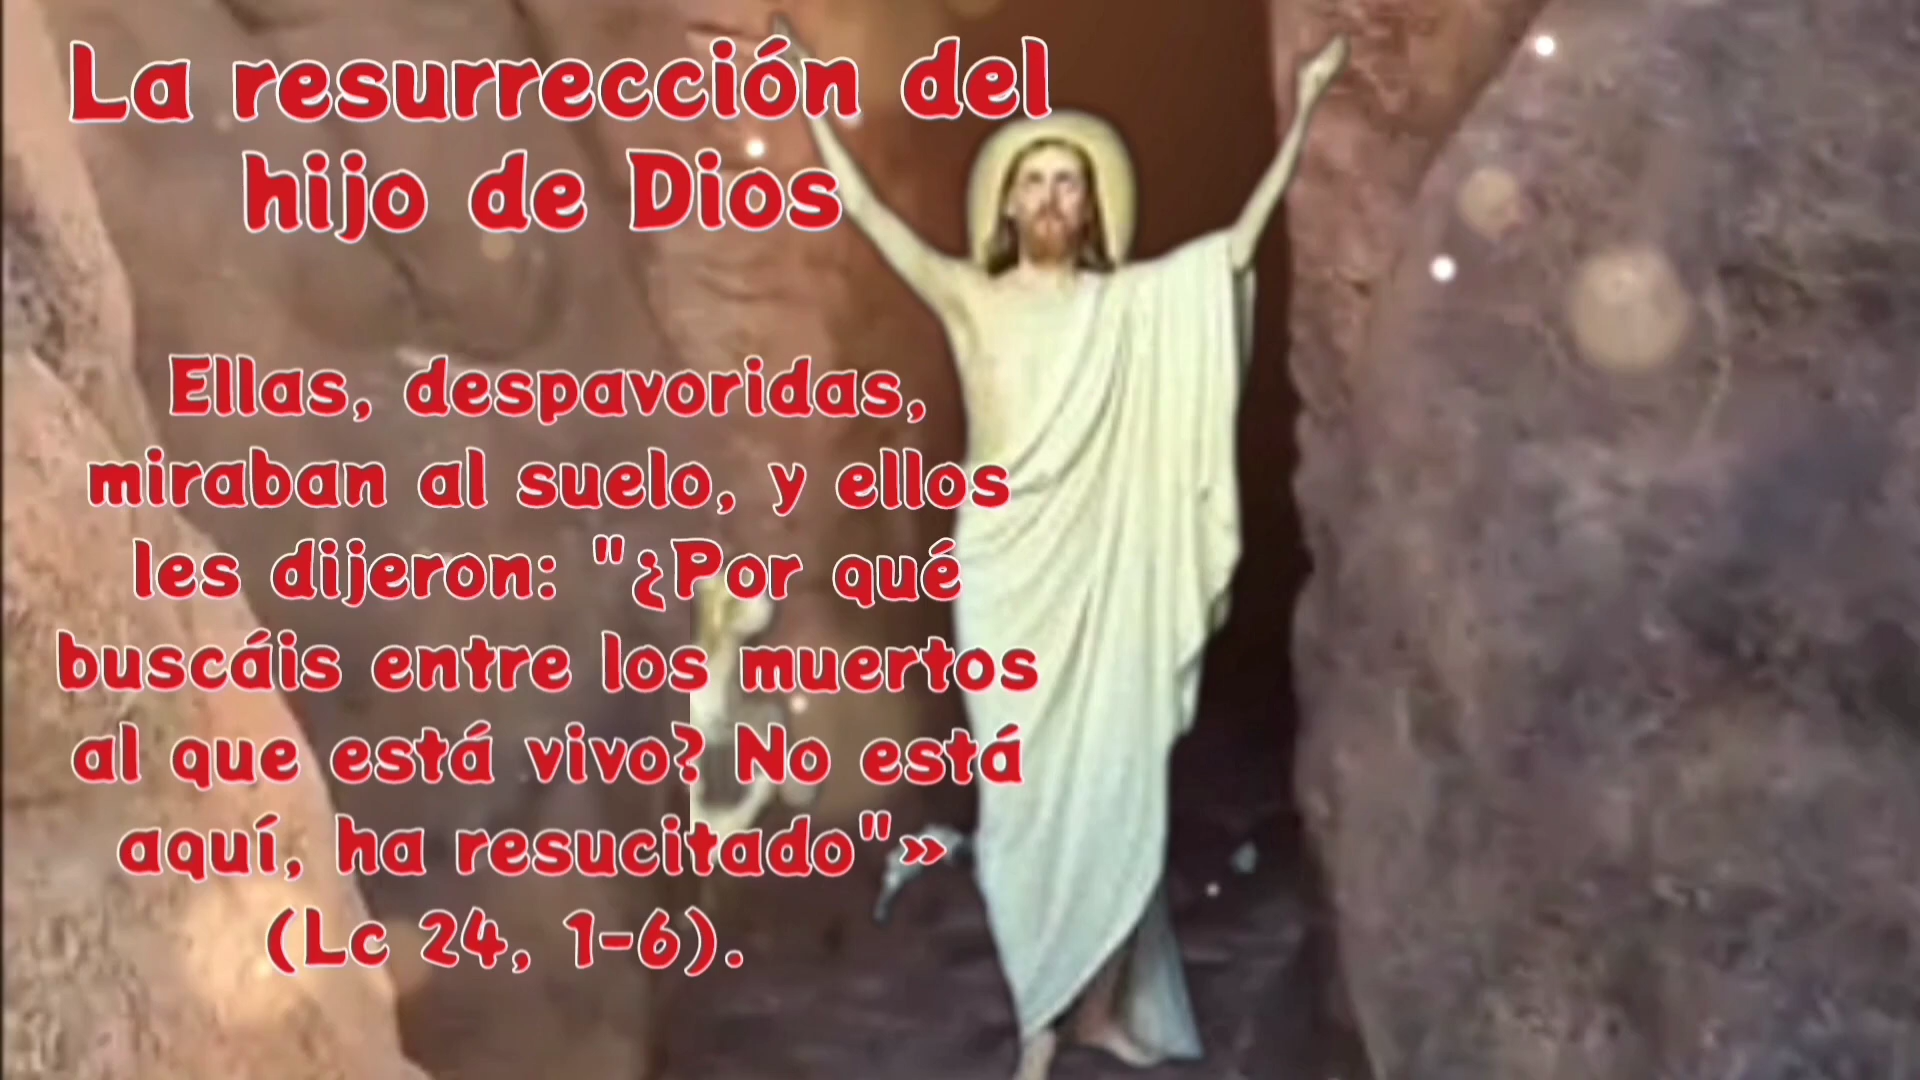 La resurrección del
hijo de Dios
Ellas, despavoridas,
miraban al suelo, y ellos
les dijeron: "¿Por qué
buscáis entre los muertos
al que está vivo? No está
aquí, ha resucitado"»
(Lc 24, 1-6).